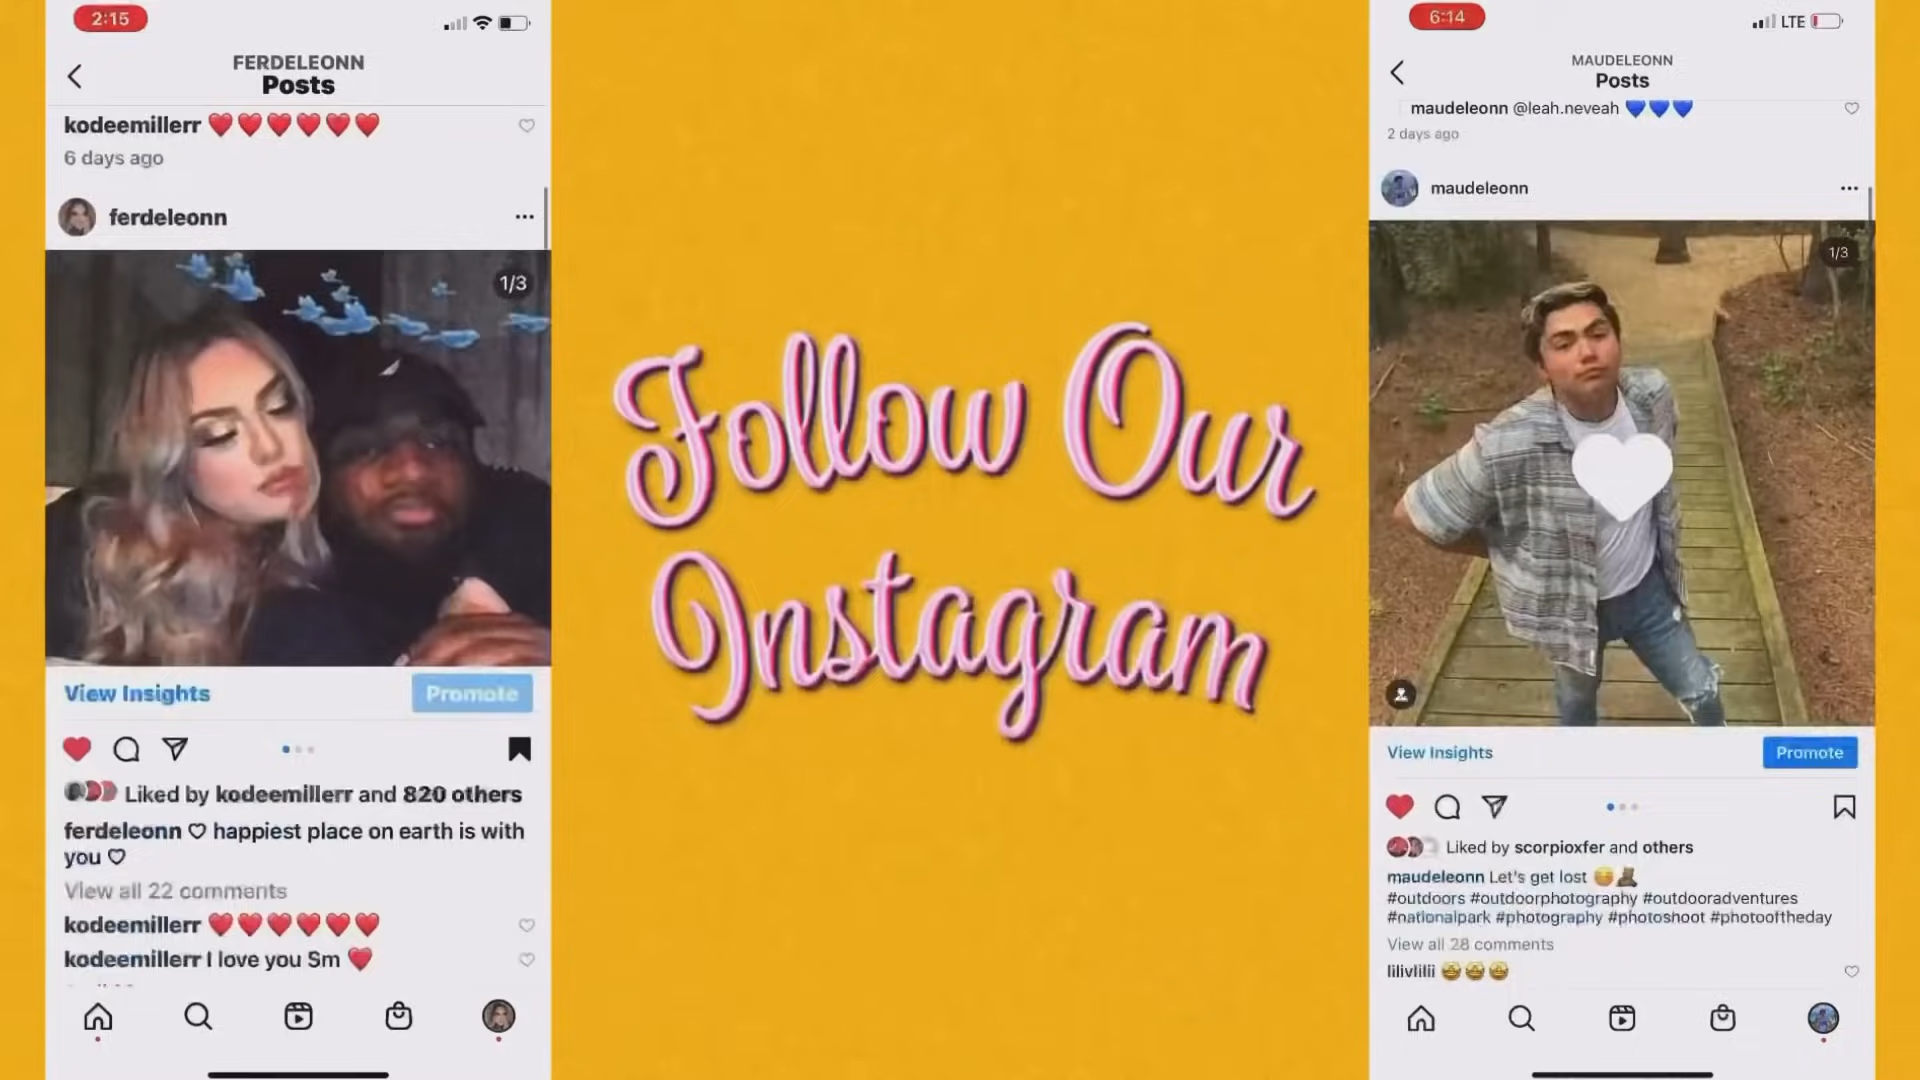 2:15
FERDELEONN
Posts
kodeemillerr ❤️❤️❤️❤️❤️❤️
6 days ago
ferdeleonn
1/3
View Insights
Promote
Liked by kodeemillerr and 820 others
ferdeleonn ♡ happiest place on earth is with
you ♡
View all 22 comments
kodeemillerr ❤️❤️❤️❤️❤️❤️
kodeemillerr I love you Sm ❤️
Follow Our
Instagram
6:14
LTE
MAUDELEONN
Posts
maudeleonn @leah.neveah 💙💙💙
2 days ago
maudeleonn
1/3
View Insights
Promote
Liked by scorpioxfer and others
maudeleonn Let's get lost 😌🥾
#outdoors #outdoorphotography #outdooradventures
#nationalpark #photography #photoshoot #photooftheday
View all 28 comments
lilivlilii 🤩🤩🤩